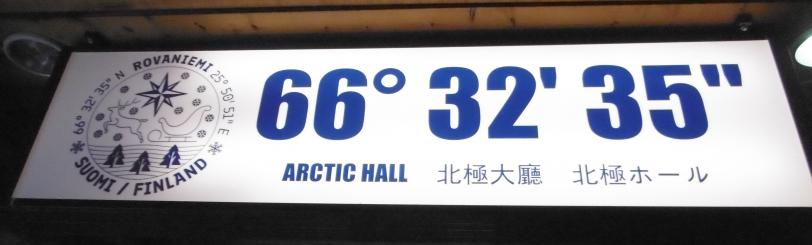 66° 32' 35" N ROVANIEMI 25° 50' 51" E
SUOMI / FINLAND
66° 32' 35"
ARCTIC HALL 北極大廳 北極ホール